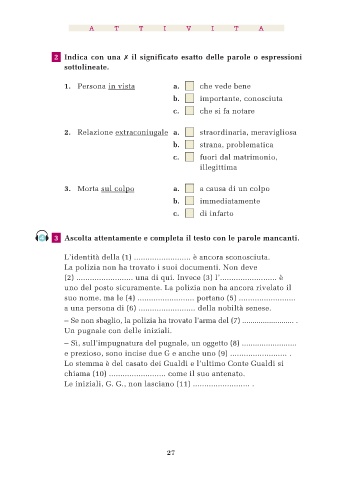 A T T I V I T À
2 Indica con una ✗ il significato esatto delle parole o espressioni
sottolineate.
1. Persona in vista a. che vede bene
b. importante, conosciuta
c. che si fa notare
2. Relazione extraconiugale a. straordinaria, meravigliosa
b. strana, problematica
c. fuori dal matrimonio,
illegittima
3. Morta sul colpo a. a causa di un colpo
b. immediatamente
c. di infarto
3 Ascolta attentamente e completa il testo con le parole mancanti.
L'identità della (1) ......................... è ancora sconosciuta.
La polizia non ha trovato i suoi documenti. Non deve
(2) ......................... una di qui. Invece (3) l'......................... è
uno del posto sicuramente. La polizia non ha ancora rivelato il
suo nome, ma le (4) ......................... portano (5) .........................
a una persona di (6) ......................... della nobiltà senese.
– Se non sbaglio, la polizia ha trovato l'arma del (7) ......................... .
Un pugnale con delle iniziali.
– Sì, sull'impugnatura del pugnale, un oggetto (8) .........................
e prezioso, sono incise due G e anche uno (9) ......................... .
Lo stemma è del casato dei Gualdi e l'ultimo Conte Gualdi si
chiama (10) ......................... come il suo antenato.
Le iniziali, G. G., non lasciano (11) ......................... .
27